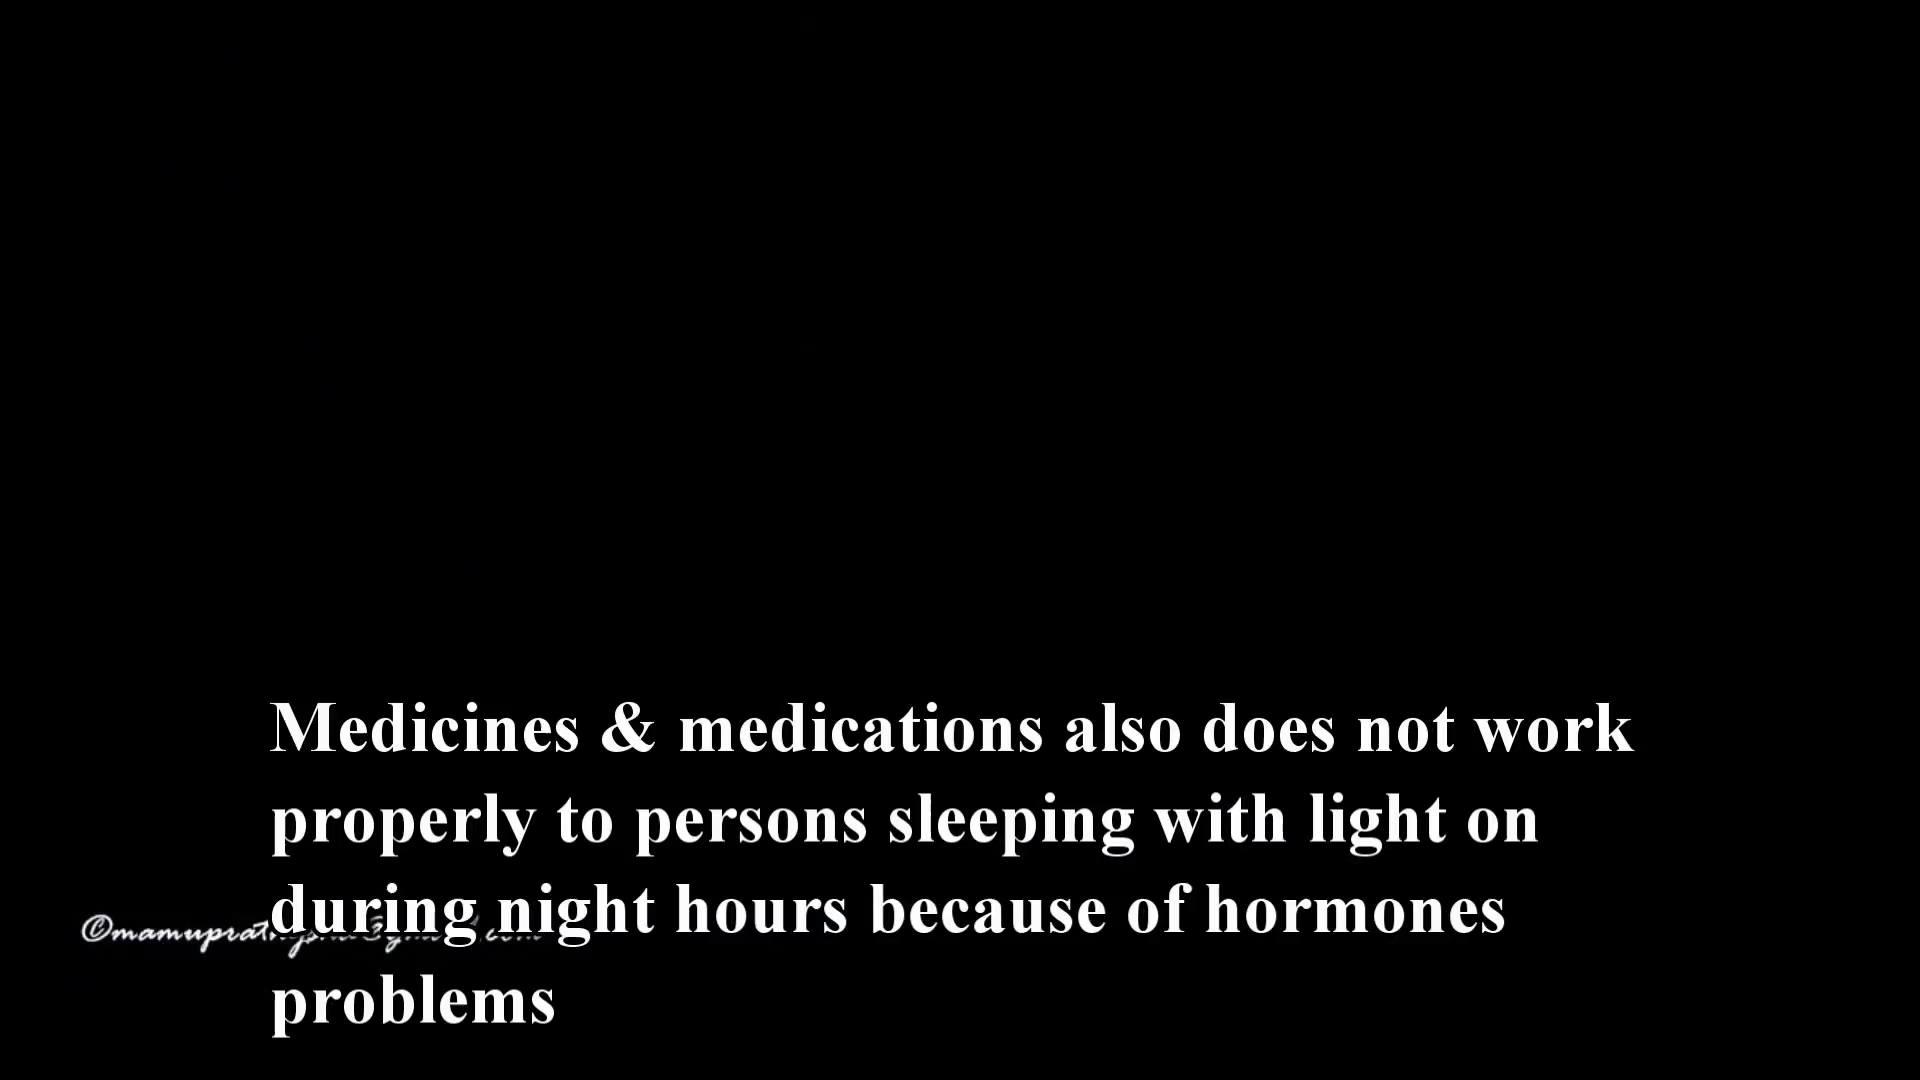 Medicines & medications also does not work
properly to persons sleeping with light on
during night hours because of hormones
problems